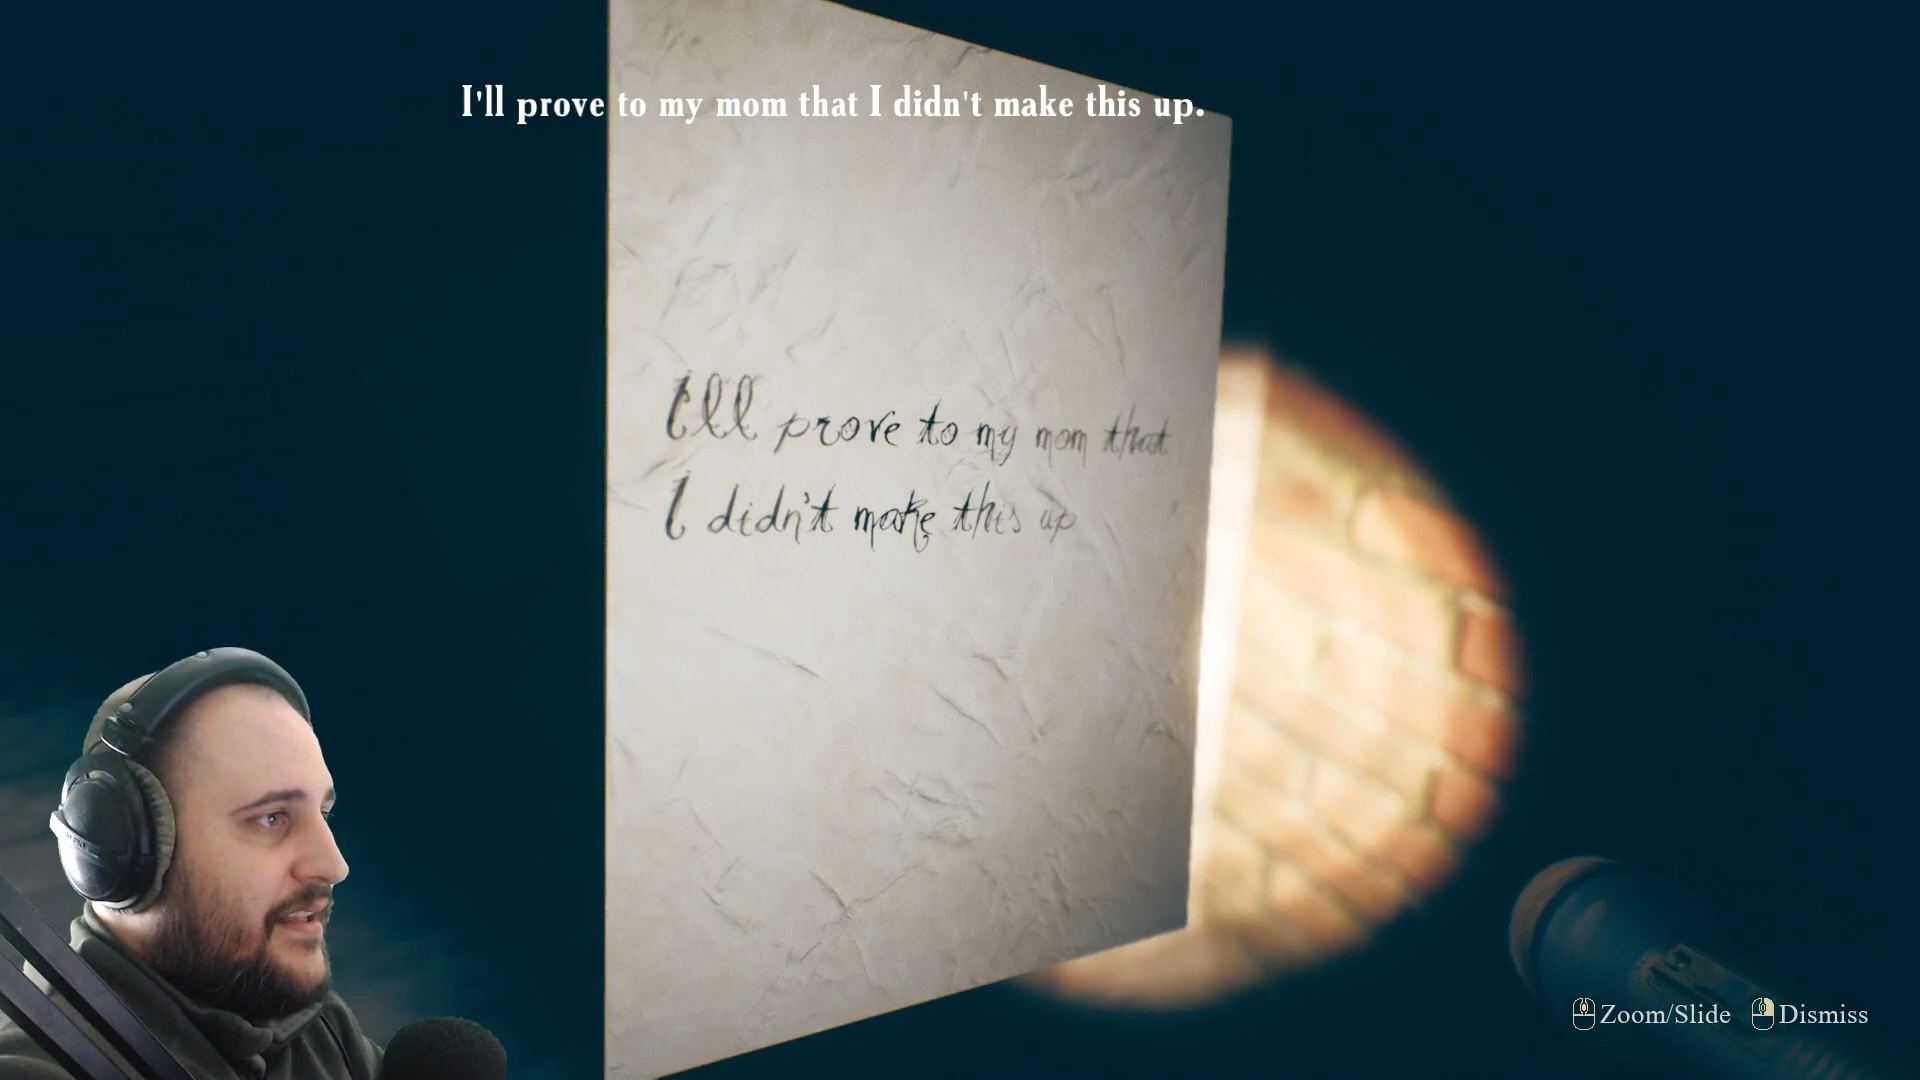 I'll prove to my mom that I didn't make this up.
I'll prove to my mom that
I didn't make this up
Zoom/Slide Dismiss